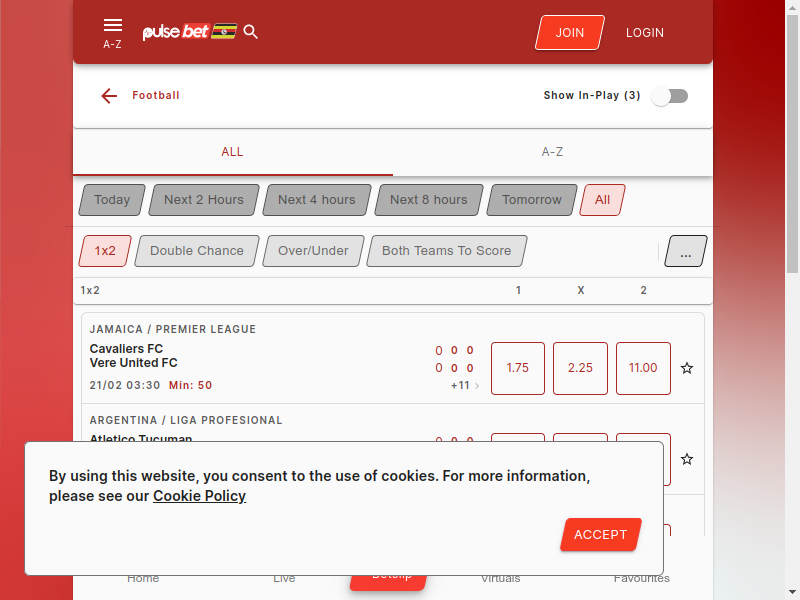 A-Z
pulse bet
JOIN
LOGIN
Football
Show In-Play (3)
ALL
A-Z
Today
Next 2 Hours
Next 4 hours
Next 8 hours
Tomorrow
All
1x2
Double Chance
Over/Under
Both Teams To Score
...
1x2
1
X
2
JAMAICA / PREMIER LEAGUE
Cavaliers FC
0 0 0
Vere United FC
0 0 0
1.75
2.25
11.00
21/02 03:30 Min: 50
+11 ›
ARGENTINA / LIGA PROFESIONAL
Atletico Tucuman
0 0 0
By using this website, you consent to the use of cookies. For more information,
please see our Cookie Policy
ACCEPT
Home
Live
Betslip
Virtuals
Favourites